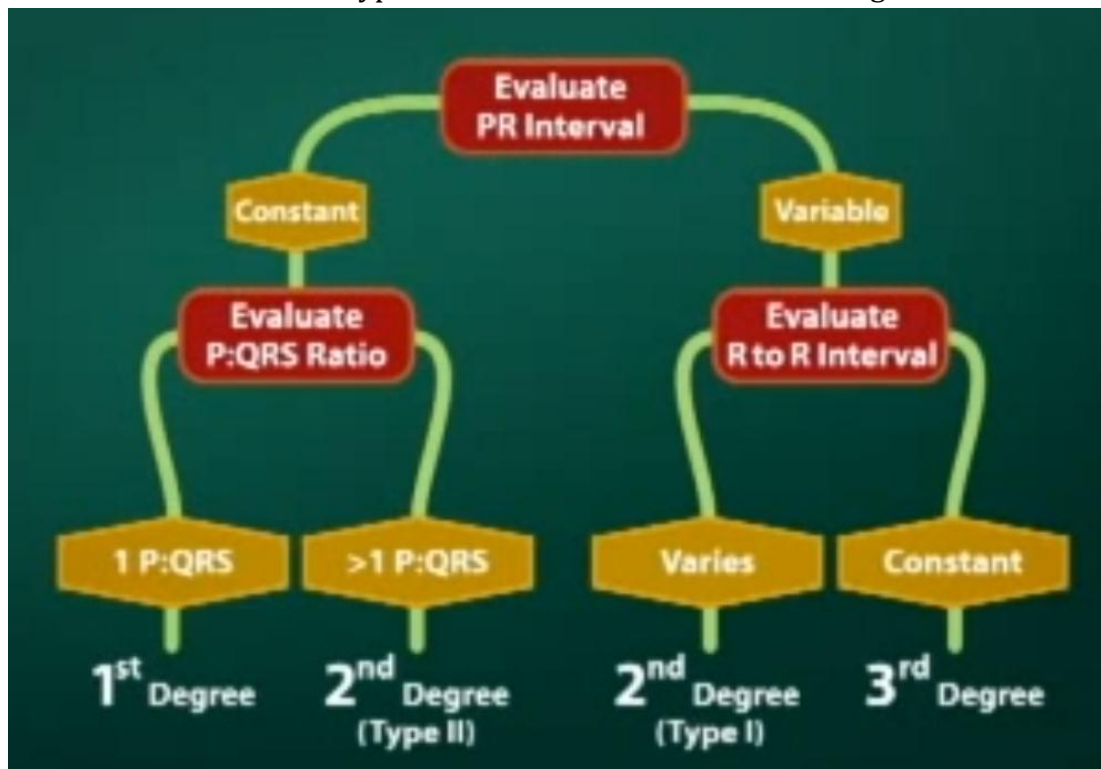 Evaluate
PR Interval
Constant
Variable
Evaluate
P:QRS Ratio
Evaluate
R to R Interval
1 P:QRS
>1 P:QRS
Varies
Constant
1st Degree
2nd Degree
(Type II)
2nd Degree
(Type I)
3rd Degree